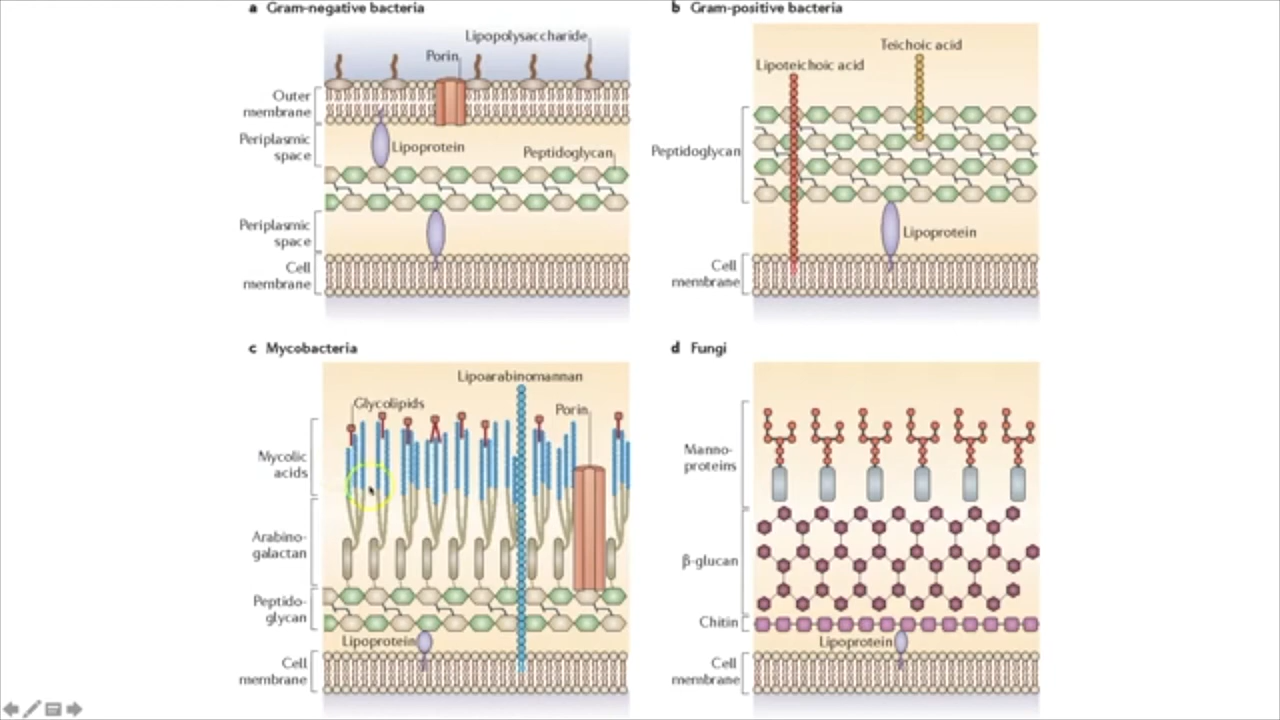 a Gram-negative bacteria
Lipopolysaccharide
Porin
Outer
membrane
Periplasmic
space
Lipoprotein
Peptidoglycan
Periplasmic
space
Cell
membrane
b Gram-positive bacteria
Teichoic acid
Lipoteichoic acid
Peptidoglycan
Lipoprotein
Cell
membrane
c Mycobacteria
Lipoarabinomannan
Glycolipids
Porin
Mycolic
acids
Arabino-
galactan
Peptido-
glycan
Lipoprotein
Cell
membrane
d Fungi
Manno-
proteins
β-glucan
Chitin
Lipoprotein
Cell
membrane